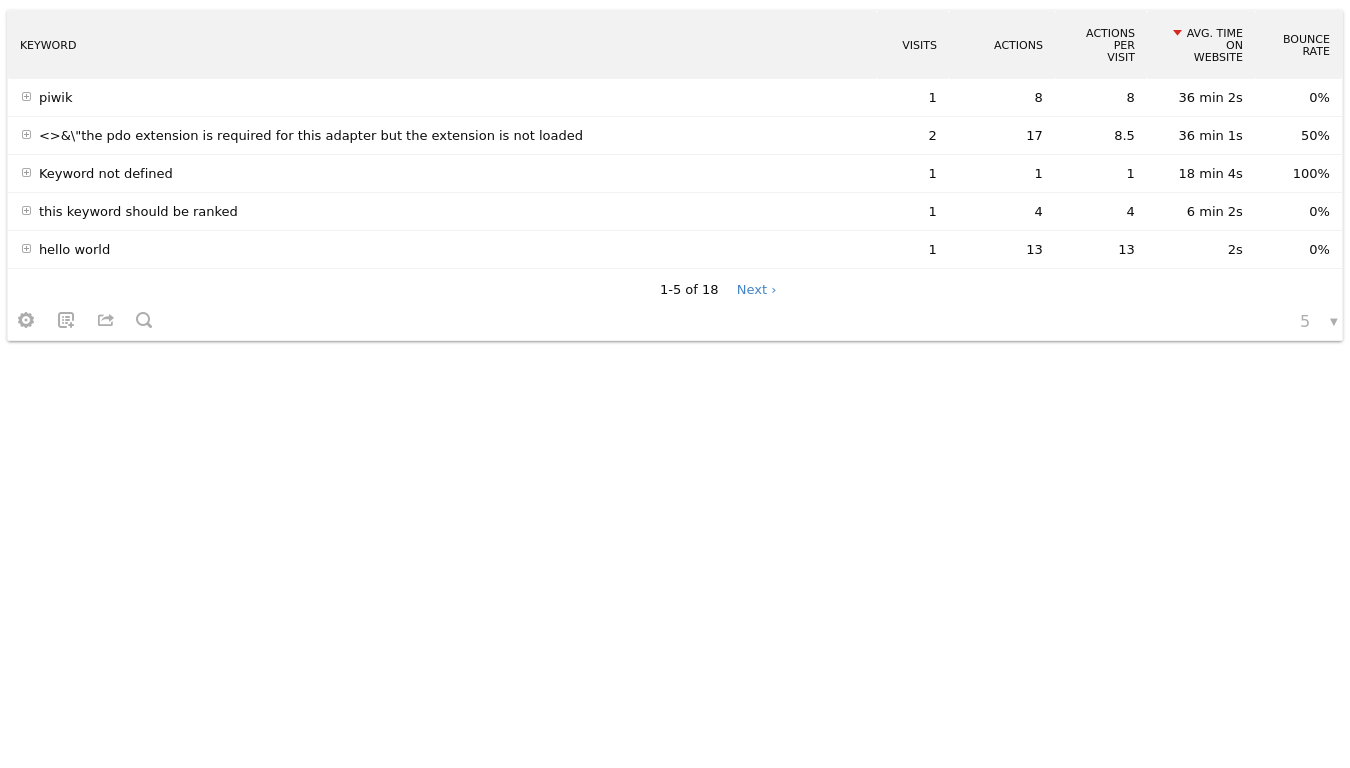 KEYWORD VISITS ACTIONS ACTIONS PER VISIT AVG. TIME ON WEBSITE BOUNCE RATE
piwik 1 8 8 36 min 2s 0%
<>&\"the pdo extension is required for this adapter but the extension is not loaded 2 17 8.5 36 min 1s 50%
Keyword not defined 1 1 1 18 min 4s 100%
this keyword should be ranked 1 4 4 6 min 2s 0%
hello world 1 13 13 2s 0%
1-5 of 18 Next ›
5